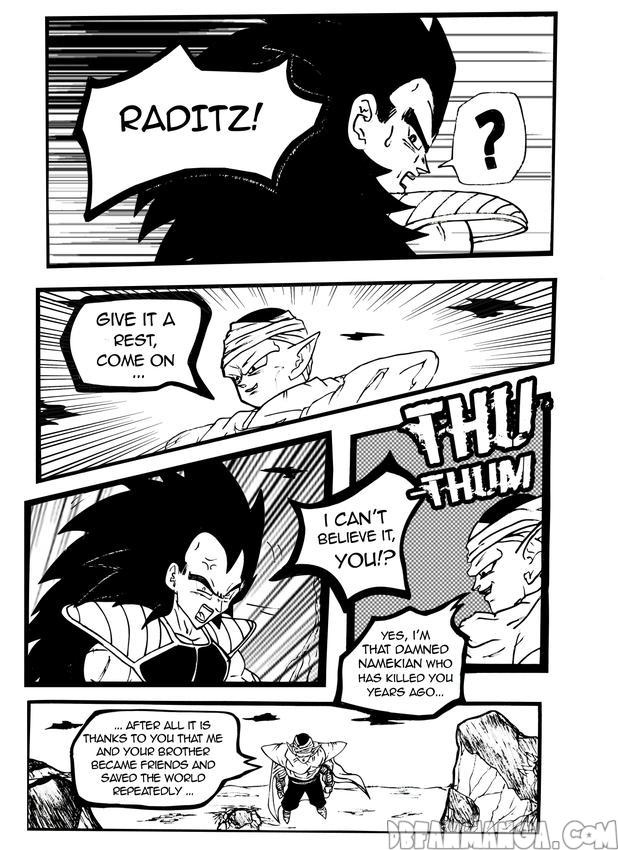 RADITZ!
?
GIVE IT A
REST,
COME ON
...
THU
-THUM
I CAN'T
BELIEVE IT,
YOU!?
YES, I'M
THAT DAMNED
NAMEKIAN WHO
HAS KILLED YOU
YEARS AGO...
... AFTER ALL IT IS
THANKS TO YOU THAT ME
AND YOUR BROTHER
BECAME FRIENDS AND
SAVED THE WORLD
REPEATEDLY ...
DBFANMANGA.COM